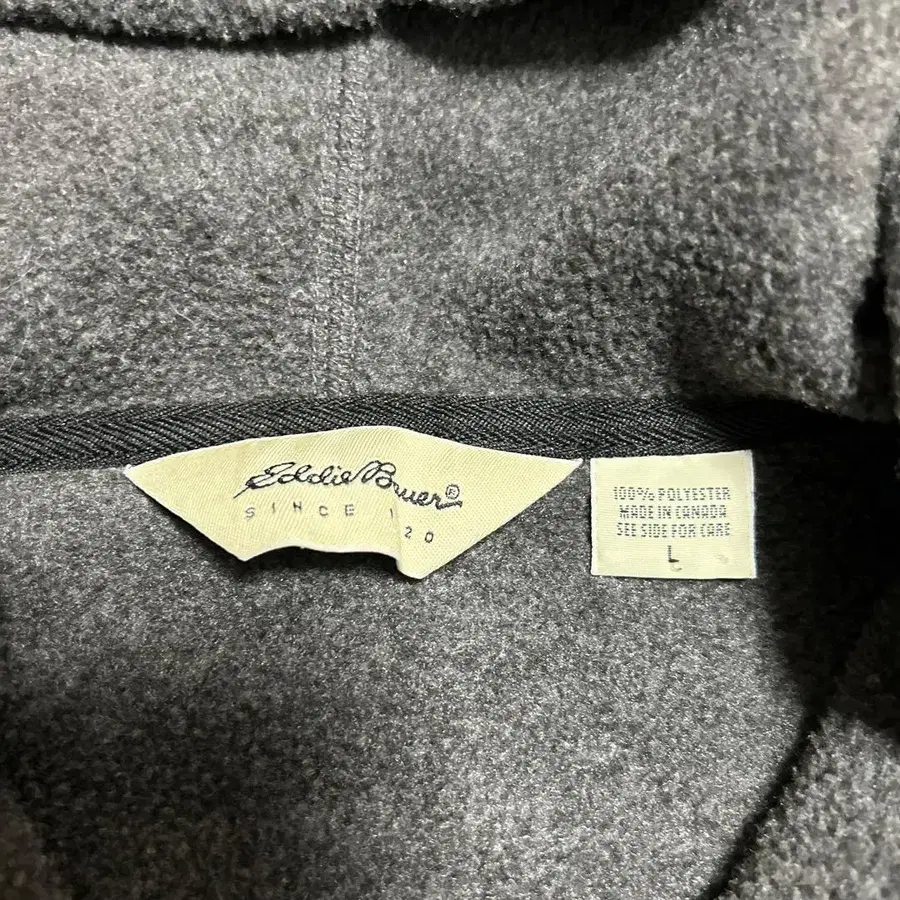 Eddie Bauer®
SINCE 1 20
100% POLYESTER
MADE IN CANADA
SEE SIDE FOR CARE
L